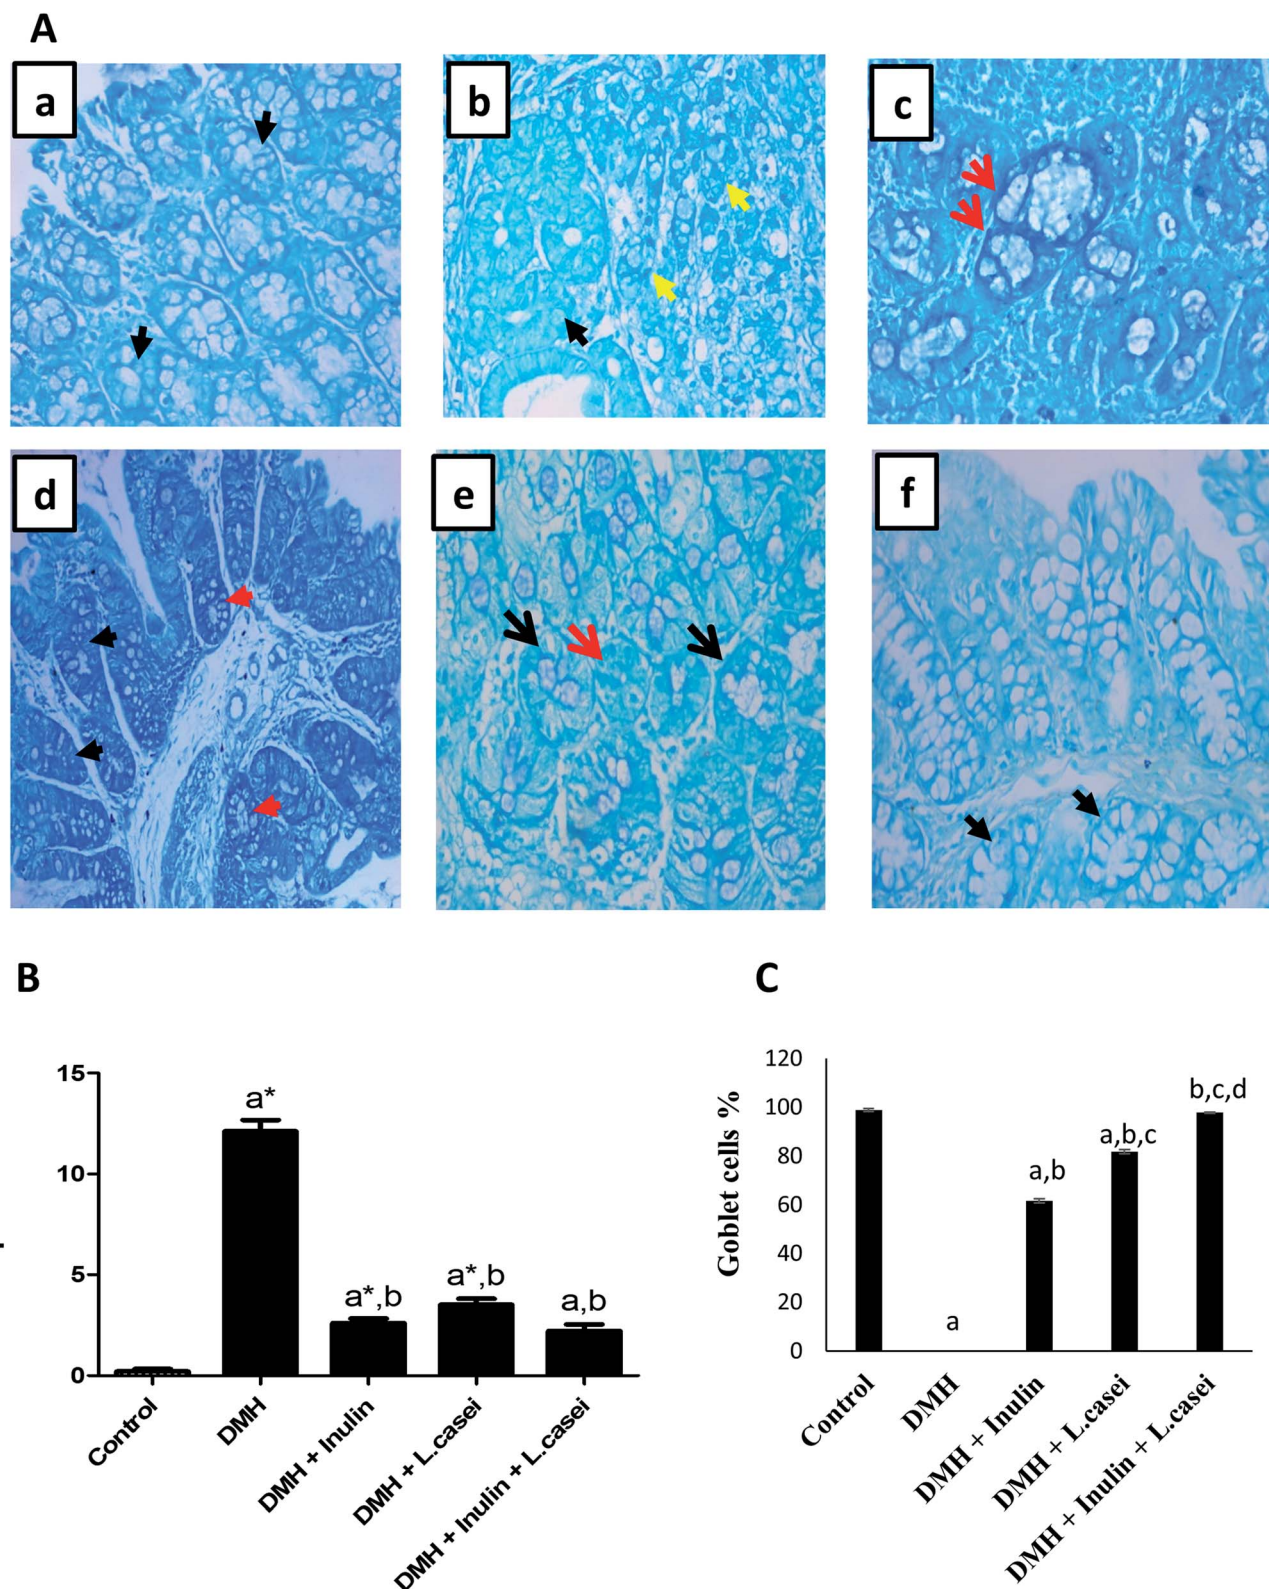 A
a
b
c
d
e
f
B
C
15
10
5
0
a*
a*,b
a*,b
a,b
Control
DMH
DMH + Inulin
DMH + L.casei
DMH + Inulin + L.casei
Goblet cells %
120
100
80
60
40
20
0
a
a,b
a,b,c
b,c,d
Control
DMH
DMH + Inulin
DMH + L.casei
DMH + Inulin + L.casei